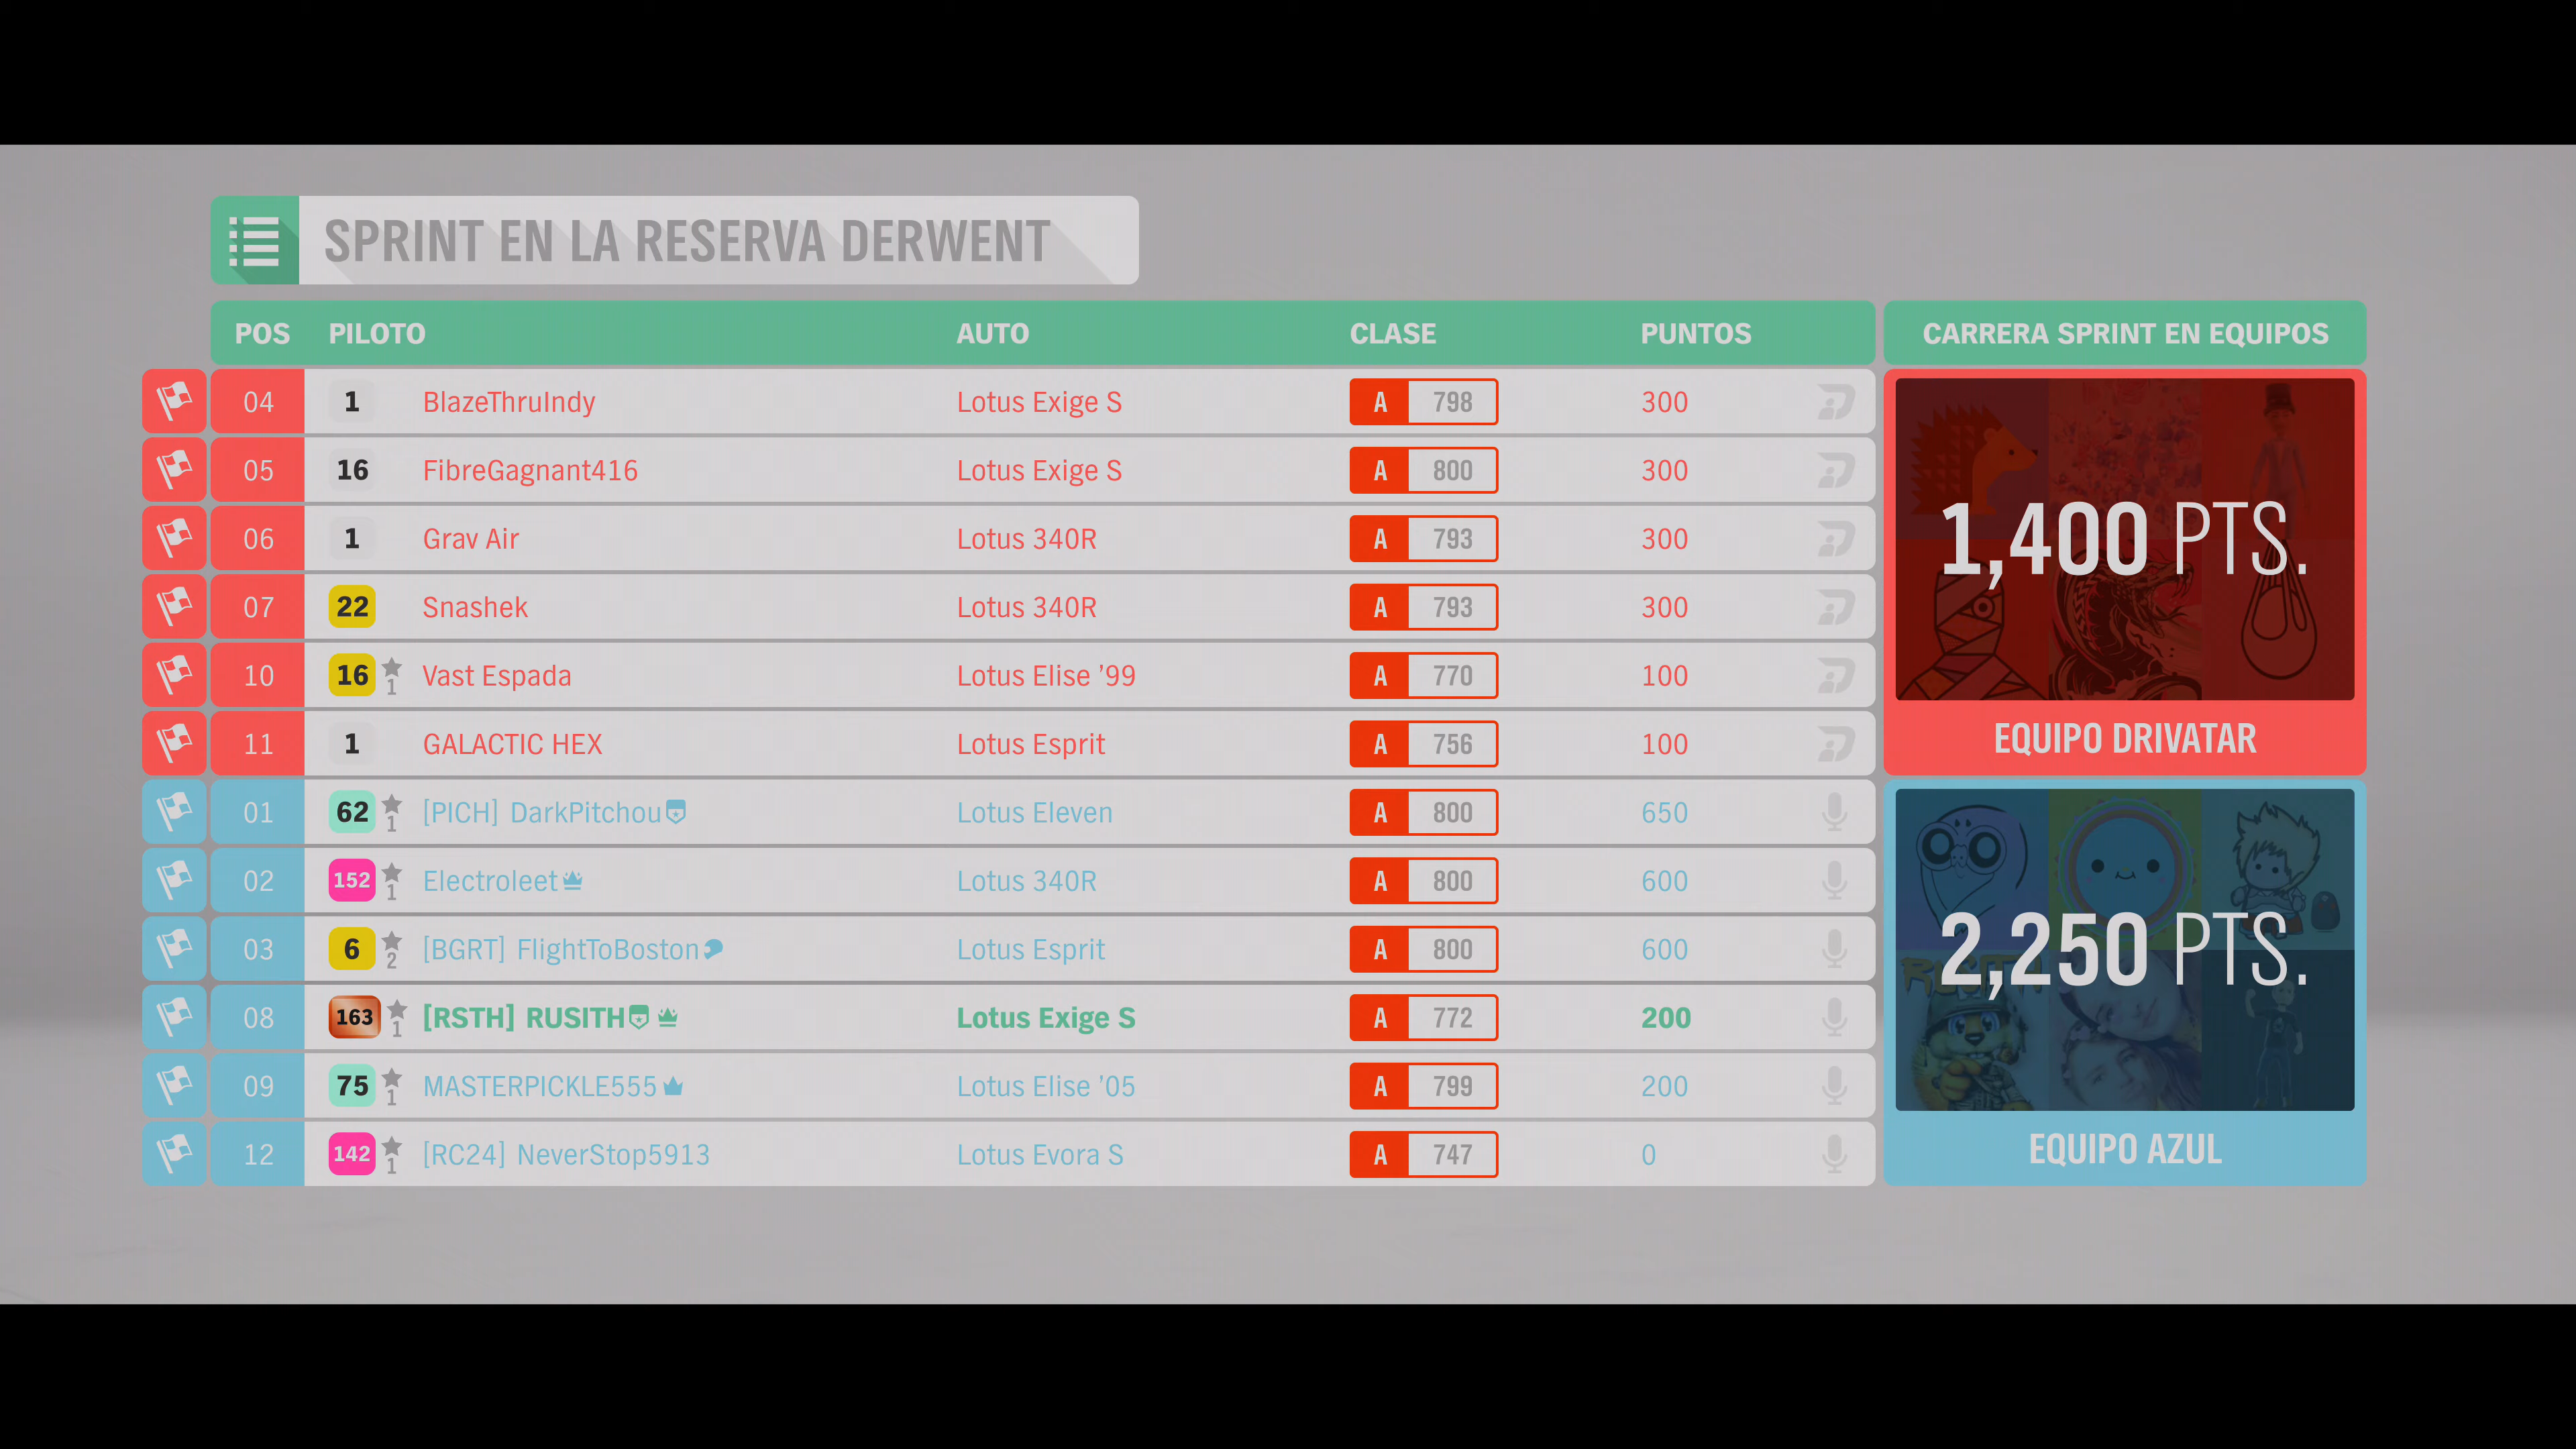 SPRINT EN LA RESERVA DERWENT
POS PILOTO AUTO CLASE PUNTOS
04 1 BlazeThruIndy Lotus Exige S A 798 300
05 16 FibreGagnant416 Lotus Exige S A 800 300
06 1 Grav Air Lotus 340R A 793 300
07 22 Snashek Lotus 340R A 793 300
10 16 1 Vast Espada Lotus Elise ’99 A 770 100
11 1 GALACTIC HEX Lotus Esprit A 756 100
01 62 1 [PICH] DarkPitchou Lotus Eleven A 800 650
02 152 1 Electroleet Lotus 340R A 800 600
03 6 2 [BGRT] FlightToBoston Lotus Esprit A 800 600
08 163 1 [RSTH] RUSITH Lotus Exige S A 772 200
09 75 1 MASTERPICKLE555 Lotus Elise ’05 A 799 200
12 142 1 [RC24] NeverStop5913 Lotus Evora S A 747 0
CARRERA SPRINT EN EQUIPOS
1,400 PTS.
EQUIPO DRIVATAR
2,250 PTS.
RUSITH
EQUIPO AZUL